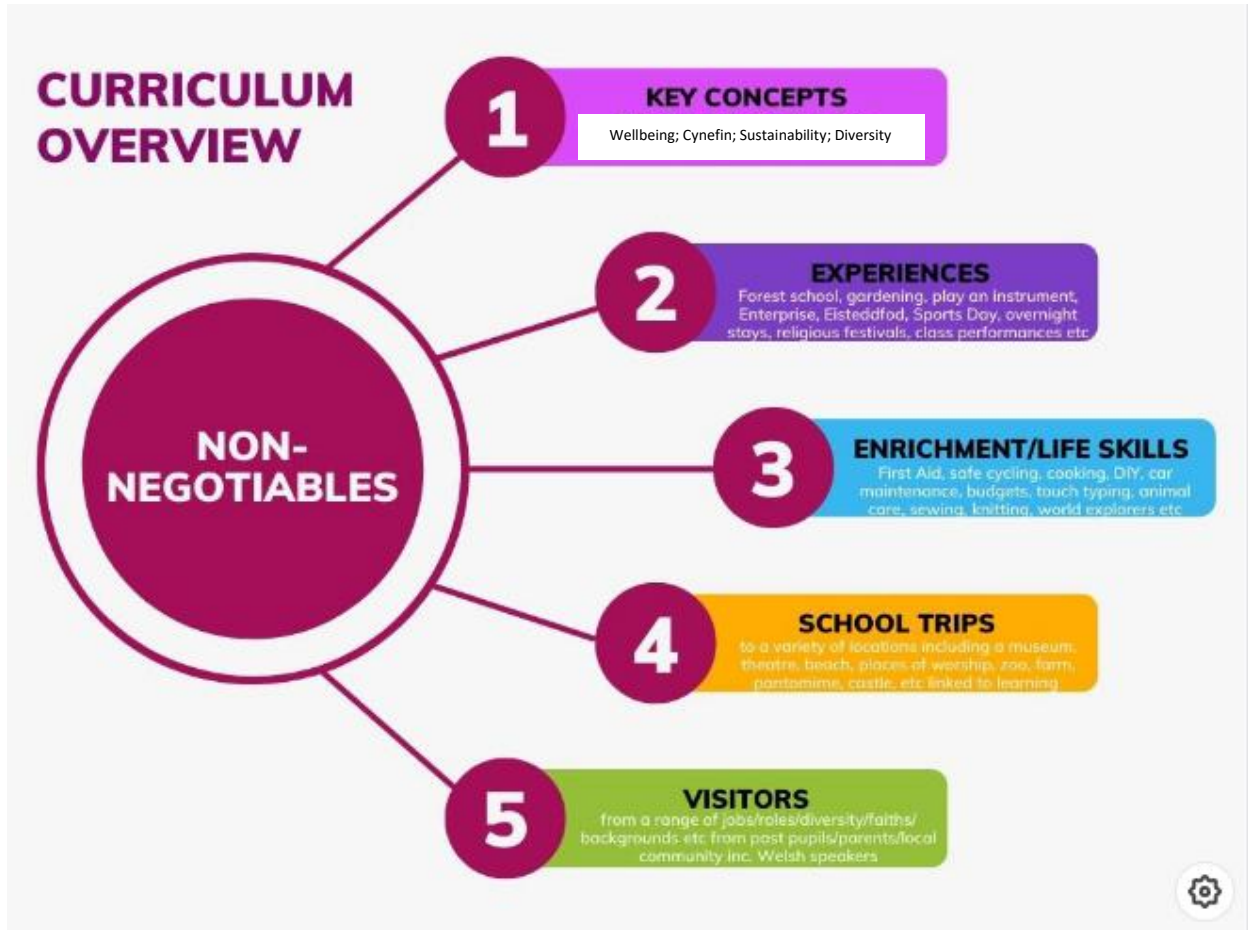 CURRICULUM
OVERVIEW
NON-
NEGOTIABLES
1
KEY CONCEPTS
Wellbeing; Cynefin; Sustainability; Diversity
2
EXPERIENCES
Forest school, gardening, play an instrument,
Enterprise, Eisteddfod, Sports Day, overnight
stays, religious festivals, class performances etc
3
ENRICHMENT/LIFE SKILLS
First Aid, safe cycling, cooking, DIY, car
maintenance, budgets, touch typing, animal
care, sewing, knitting, world explorers etc
4
SCHOOL TRIPS
to a variety of locations including a museum,
theatre, beach, places of worship, zoo, farm,
pantomime, castle, etc linked to learning
5
VISITORS
from a range of jobs/roles/diversity/faiths/
backgrounds etc from past pupils/parents/local
community inc. Welsh speakers